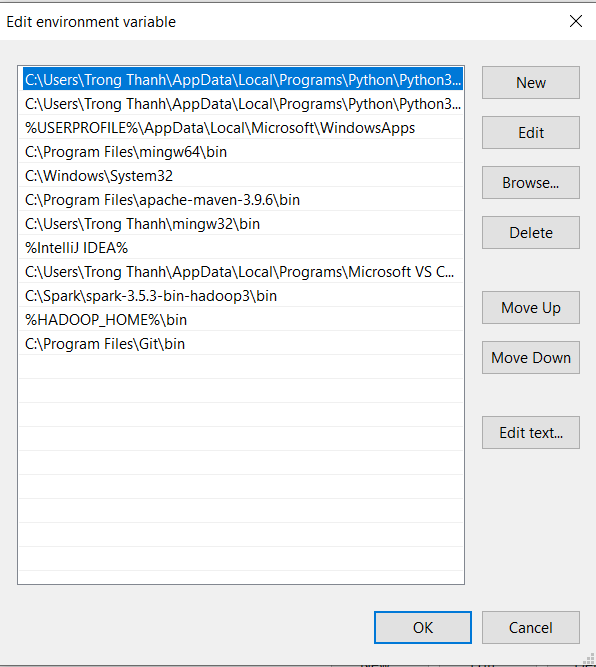 Edit environment variable
C:\Users\Trong Thanh\AppData\Local\Programs\Python\Python3...
C:\Users\Trong Thanh\AppData\Local\Programs\Python\Python3...
%USERPROFILE%\AppData\Local\Microsoft\WindowsApps
C:\Program Files\mingw64\bin
C:\Windows\System32
C:\Program Files\apache-maven-3.9.6\bin
C:\Users\Trong Thanh\mingw32\bin
%IntelliJ IDEA%
C:\Users\Trong Thanh\AppData\Local\Programs\Microsoft VS C...
C:\Spark\spark-3.5.3-bin-hadoop3\bin
%HADOOP_HOME%\bin
C:\Program Files\Git\bin
New
Edit
Browse...
Delete
Move Up
Move Down
Edit text...
OK
Cancel